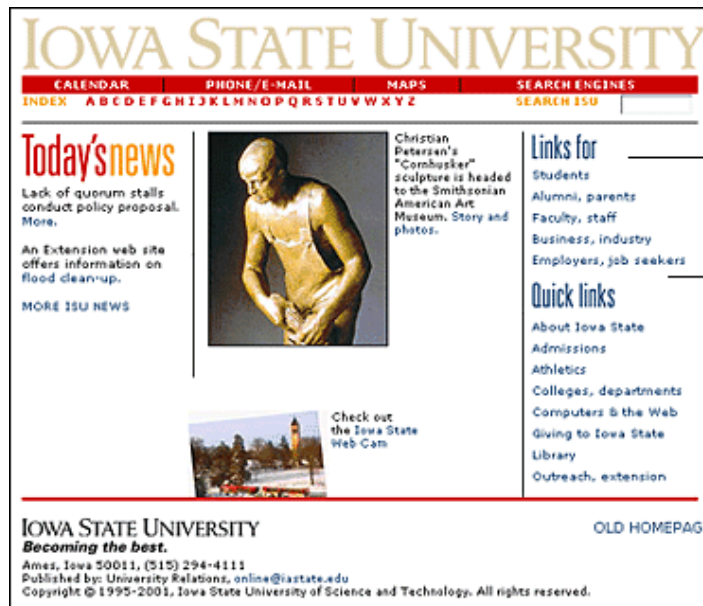 IOWA STATE UNIVERSITY
CALENDAR PHONE/E-MAIL MAPS SEARCH ENGINES
INDEX A B C D E F G H I J K L M N O P Q R S T U V W X Y Z SEARCH ISU
Today'snews
Lack of quorum stalls
conduct policy proposal.
More.
An Extension web site
offers information on
flood clean-up.
MORE ISU NEWS
Christian
Petersen's
"Cornhusker"
sculpture is headed
to the Smithsonian
American Art
Museum. Story and
photos.
Check out
the Iowa State
Web Cam
Links for
Students
Alumni, parents
Faculty, staff
Business, industry
Employers, job seekers
Quick links
About Iowa State
Admissions
Athletics
Colleges, departments
Computers & the Web
Giving to Iowa State
Library
Outreach, extension
IOWA STATE UNIVERSITY
OLD HOMEPAG
Becoming the best.
Ames, Iowa 50011, (515) 294-4111
Published by: University Relations, online@iastate.edu
Copyright © 1995-2001, Iowa State University of Science and Technology. All rights reserved.